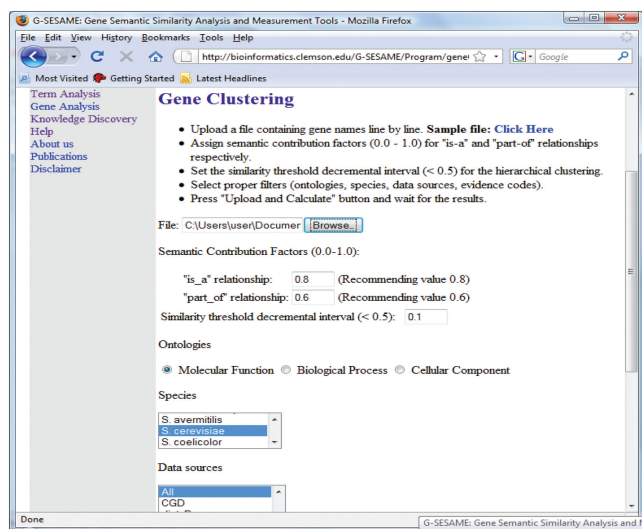 G-SESAME: Gene Semantic Similarity Analysis and Measurement Tools - Mozilla Firefox
File Edit View History Bookmarks Tools Help
http://bioinformatics.clemson.edu/G-SESAME/Program/gene
G Google
Most Visited Getting Started Latest Headlines
Term Analysis
Gene Analysis
Knowledge Discovery
Help
About us
Publications
Disclaimer
Gene Clustering
• Upload a file containing gene names line by line. Sample file: Click Here
• Assign semantic contribution factors (0.0 - 1.0) for "is-a" and "part-of" relationships
respectively.
• Set the similarity threshold decremental interval (< 0.5) for the hierarchical clustering.
• Select proper filters (ontologies, species, data sources, evidence codes).
• Press "Upload and Calculate" button and wait for the results.
File: C:\Users\user\Documer Browse...
Semantic Contribution Factors (0.0-1.0):
"is_a" relationship: 0.8 (Recommending value 0.8)
"part_of" relationship: 0.6 (Recommending value 0.6)
Similarity threshold decremental interval (< 0.5): 0.1
Ontologies
Molecular Function Biological Process Cellular Component
Species
S. avermitilis
S. cerevisiae
S. coelicolor
Data sources
All
CGD
Done
G-SESAME: Gene Semantic Similarity Analysis and